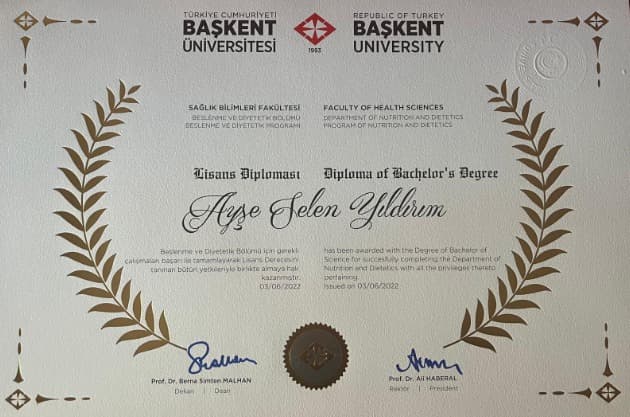 TÜRKİYE CUMHURİYETİ
BAŞKENT
ÜNİVERSİTESİ
1993
REPUBLIC OF TURKEY
BAŞKENT
UNIVERSITY
SAĞLIK BİLİMLERİ FAKÜLTESİ
BESLENME VE DİYETETİK BÖLÜMÜ
BESLENME VE DİYETETİK PROGRAMI
FACULTY OF HEALTH SCIENCES
DEPARTMENT OF NUTRITION AND DIETETICS
PROGRAM OF NUTRITION AND DIETETICS
Lisans Diploması
Diploma of Bachelor's Degree
Ayşe Selen Yıldırım
Beslenme ve Diyetetik Bölümü için gerekli
çalışmaları başarı ile tamamlayarak Lisans Derecesini
tanınan bütün yetkileriyle birlikte almaya hak
kazanmıştır.
03/06/2022
has been awarded with the Degree of Bachelor of
Science for succesfully completing the Department of
Nutrition and Dietetics with all the privileges thereto
pertaining.
Issued on 03/06/2022
Prof. Dr. Berna Simten MALHAN
Dekan | Dean
Prof. Dr. Ali HABERAL
Rektör | President